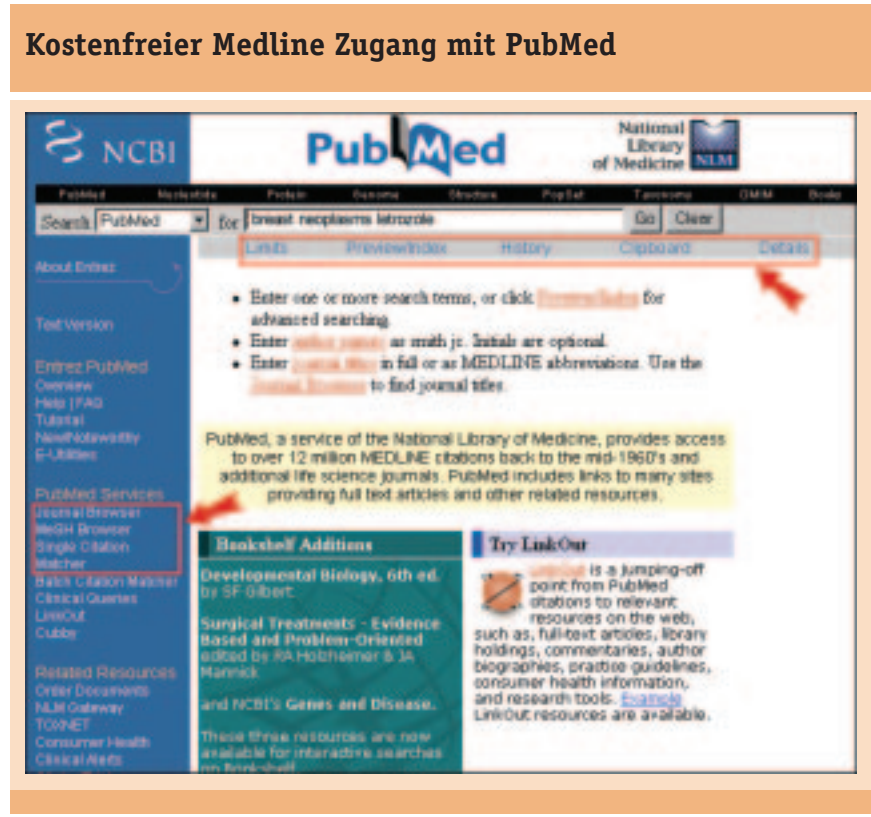 Kostenfreier Medline Zugang mit PubMed
NCBI
PubMed
National
Library
of Medicine NLM
PubMed Nucleotide Protein Genome Structure PopSet Taxonomy OMIM Books
Search PubMed for breast neoplasms letrozole Go Clear
Limits Preview/Index History Clipboard Details
About Entrez
Text Version
Entrez PubMed
Overview
Help | FAQ
Tutorial
New/Noteworthy
E-Utilities
PubMed Services
Journal Browser
MeSH Browser
Single Citation
Matcher
Batch Citation Matcher
Clinical Queries
LinkOut
Cubby
Related Resources
Order Documents
NLM Gateway
TOXNET
Consumer Health
Clinical Alerts
• Enter one or more search terms, or click Preview/Index for
advanced searching.
• Enter author names as smith jc. Initials are optional.
• Enter journal titles in full or as MEDLINE abbreviations. Use the
Journal Browser to find journal titles.
PubMed, a service of the National Library of Medicine, provides access
to over 12 million MEDLINE citations back to the mid-1960's and
additional life science journals. PubMed includes links to many sites
providing full text articles and other related resources.
Bookshelf Additions
Developmental Biology, 6th ed.
by SF Gilbert
Surgical Treatments - Evidence
Based and Problem-Oriented
edited by RA Holzheimer & JA
Mannick
and NCBI's Genes and Disease.
These three resources are now
available for interactive searches
on Bookshelf
Try LinkOut
LinkOut is a jumping-off
point from PubMed
citations to relevant
resources on the web,
such as, full-text articles, library
holdings, commentaries, author
biographies, practice guidelines,
consumer health information,
and research tools. Example
LinkOut resources are available.